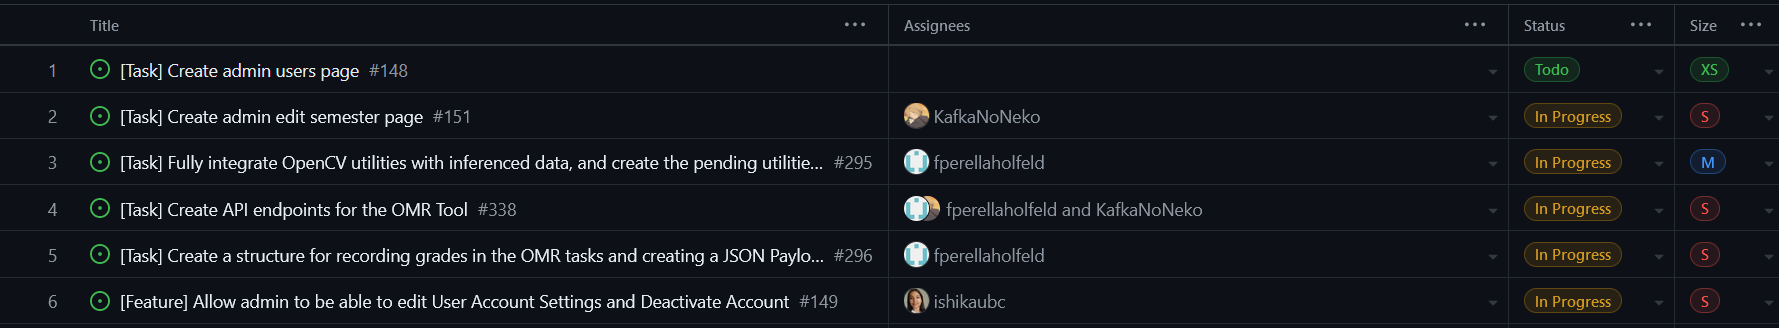 Title ... Assignees ... Status ... Size ...
1 [Task] Create admin users page #148 Todo XS
2 [Task] Create admin edit semester page #151 KafkaNoNeko In Progress S
3 [Task] Fully integrate OpenCV utilities with inferenced data, and create the pending utilitie... #295 fperellaholfeld In Progress M
4 [Task] Create API endpoints for the OMR Tool #338 fperellaholfeld and KafkaNoNeko In Progress S
5 [Task] Create a structure for recording grades in the OMR tasks and creating a JSON Paylo... #296 fperellaholfeld In Progress S
6 [Feature] Allow admin to be able to edit User Account Settings and Deactivate Account #149 ishikaubc In Progress S